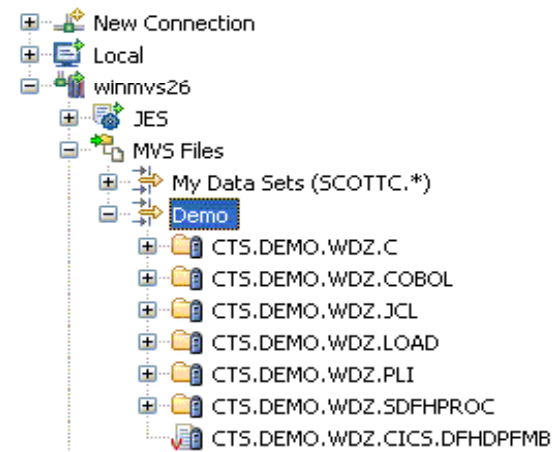 New Connection
Local
winmvs26
JES
MVS Files
My Data Sets (SCOTTC.*)
Demo
CTS.DEMO.WDZ.C
CTS.DEMO.WDZ.COBOL
CTS.DEMO.WDZ.JCL
CTS.DEMO.WDZ.LOAD
CTS.DEMO.WDZ.PLI
CTS.DEMO.WDZ.SDFHPROC
CTS.DEMO.WDZ.CICS.DFHDPFMB